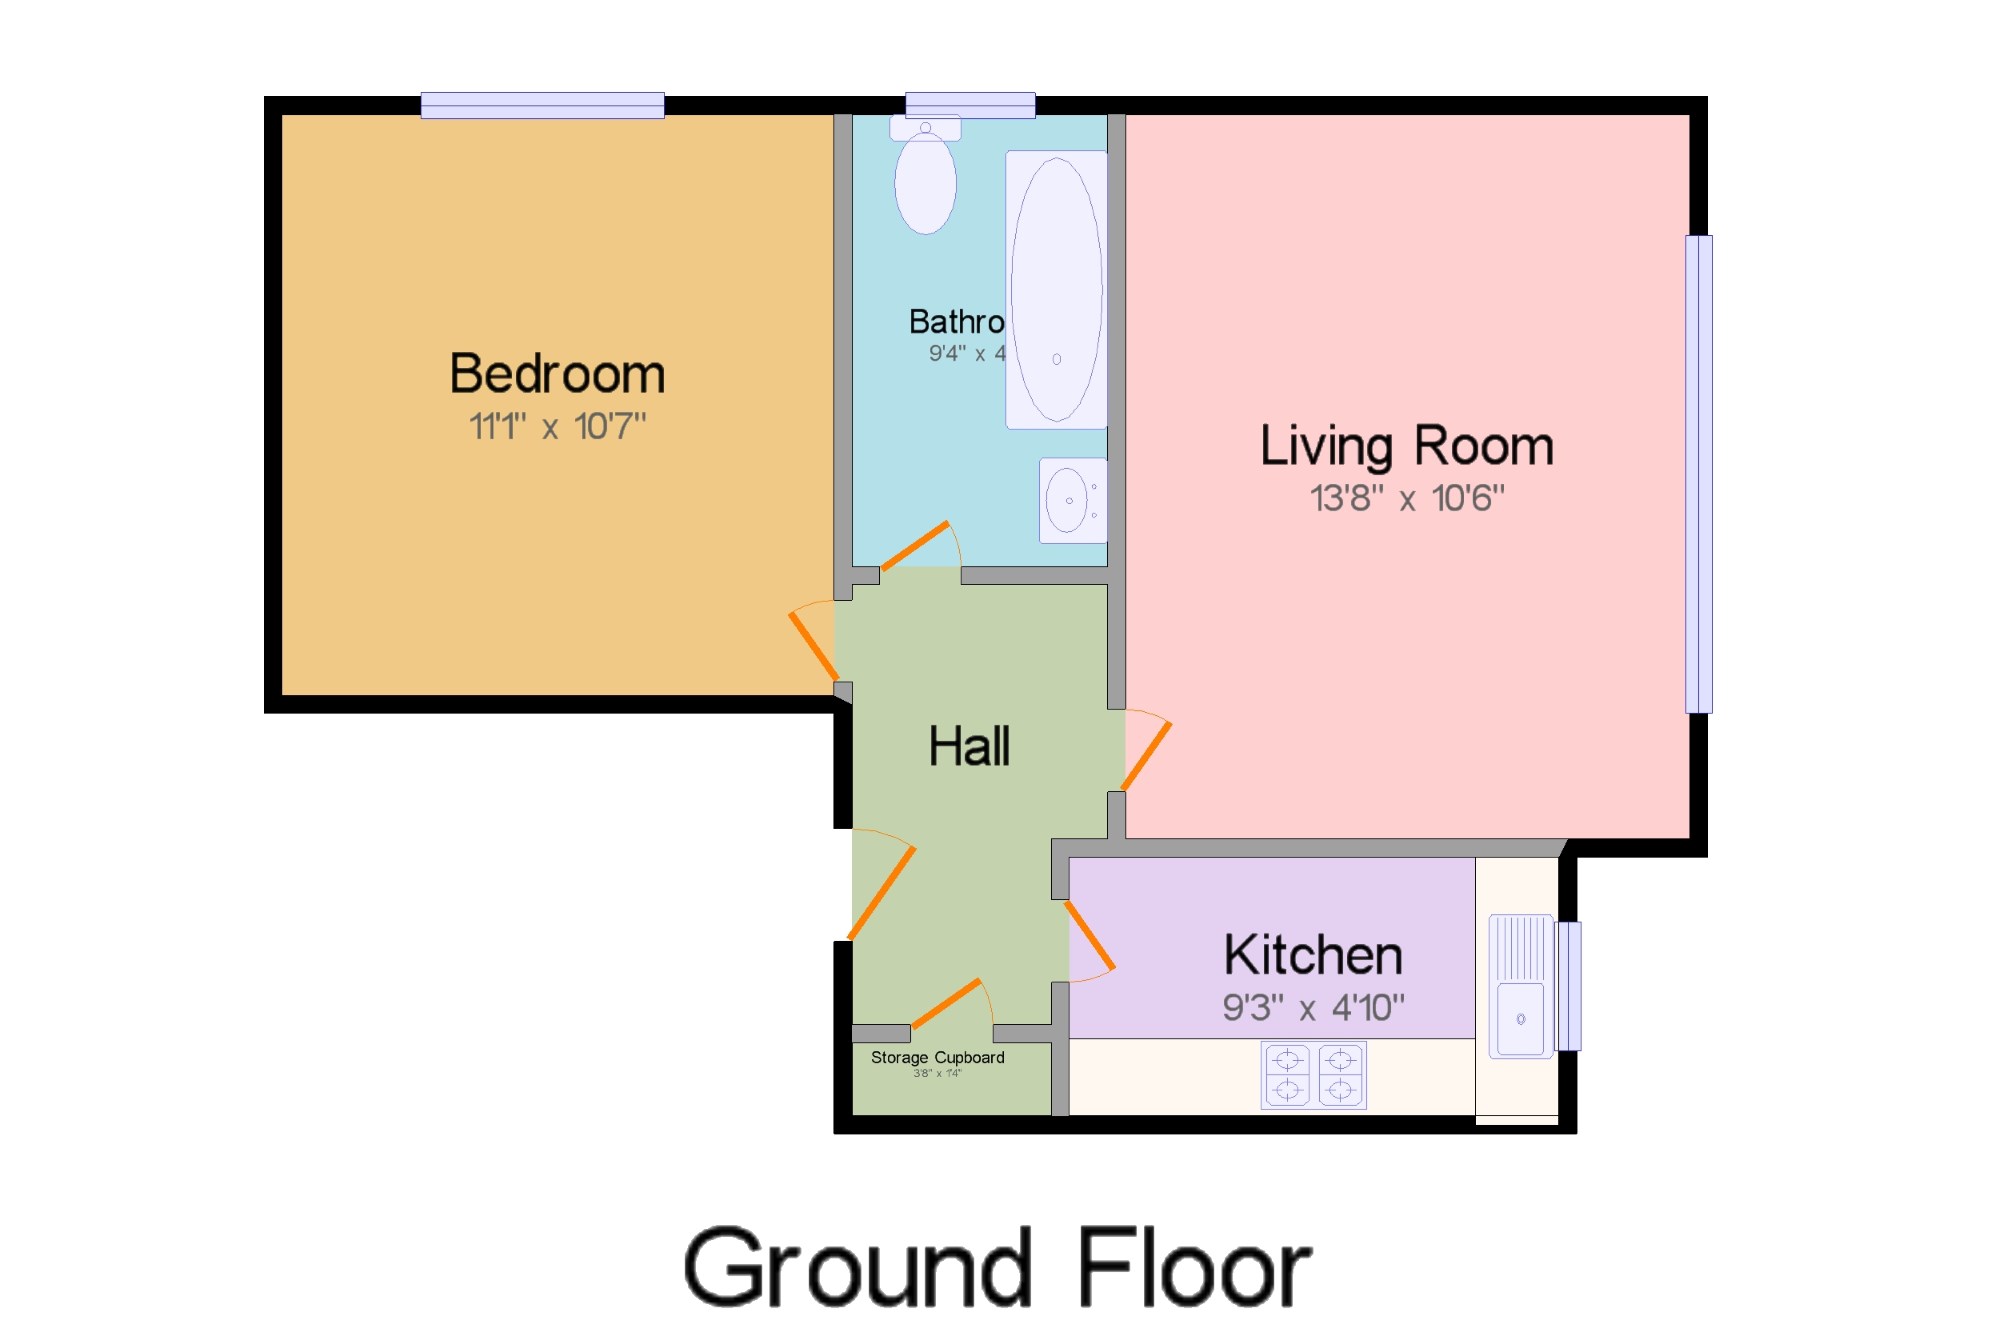 Bedroom
11'1" x 10'7"
Bathro
9'4" x 4
Living Room
13'8" x 10'6"
Hall
Kitchen
9'3" x 4'10"
Storage Cupboard
3'8" x 1'4"
Ground Floor